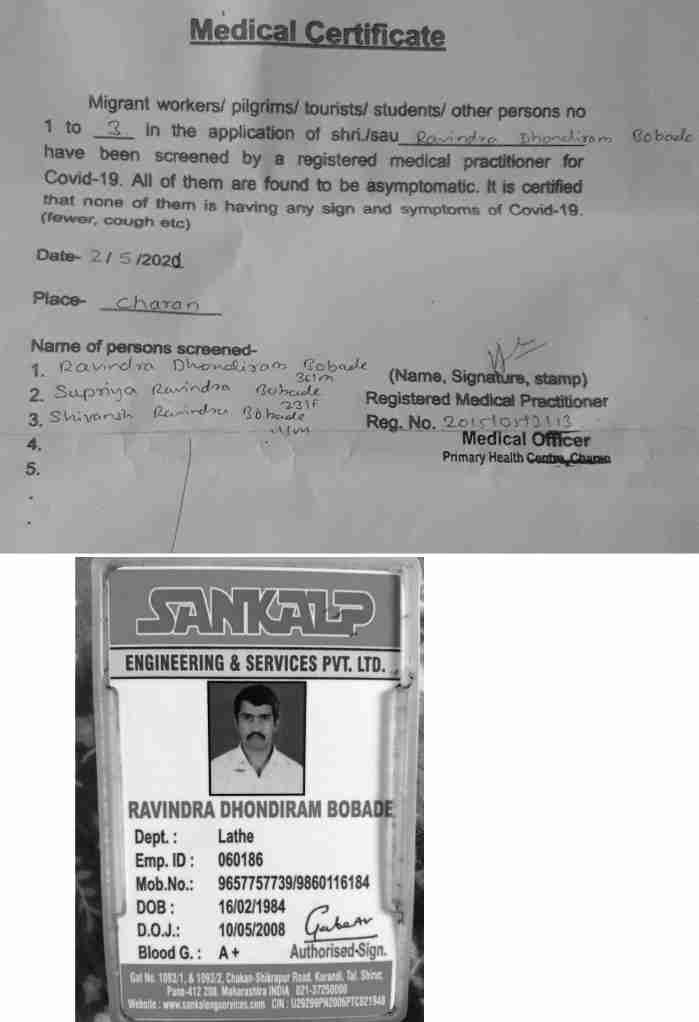 Medical Certificate
Migrant workers/ pilgrims/ tourists/ students/ other persons no
1 to 3 in the application of shri./sau Ravindra Dhondiram Bobade
have been screened by a registered medical practitioner for
Covid-19. All of them are found to be asymptomatic. It is certified
that none of them is having any sign and symptoms of Covid-19.
(fewer, cough etc)
Date- 2/5/2020
Place- Charan
Name of persons screened-
1. Ravindra Dhondiram Bobade
36/m
2. Supriya Ravindra Bobade
23/F
3. Shivansh Ravindra Bobade
4.
5.
(Name, Signature, stamp)
Registered Medical Practitioner
Reg. No.
Medical Officer
Primary Health Centre, Charan
SANKALP
ENGINEERING & SERVICES PVT. LTD.
RAVINDRA DHONDIRAM BOBADE
Dept. : Lathe
Emp. ID : 060186
Mob.No.: 9657757739/9860116184
DOB : 16/02/1984
D.O.J.: 10/05/2008
Blood G. : A+ Authorised-Sign.
Gat No. 1093/1, & 1093/2, Chakan-Shikrapur Road, Karandi, Tal. Shirur,
Pune-412 208. Maharashtra INDIA 021-37250000
Website : www.sankalpengservices.com CIN : U29299PN2006PTC021940